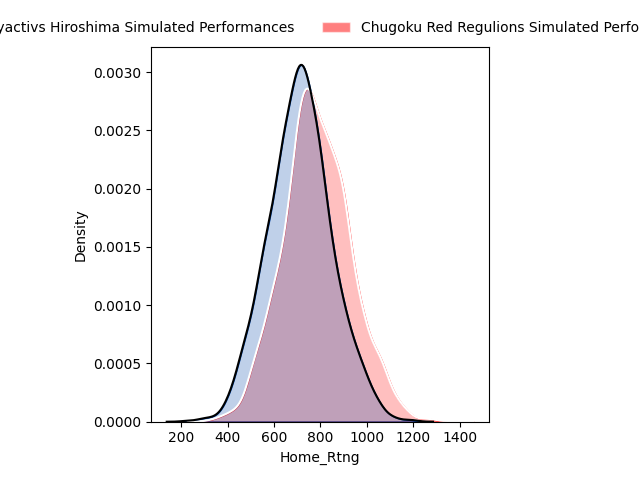 yactivs Hiroshima Simulated Performances
Chugoku Red Regulions Simulated Perfo
0.0030
0.0025
0.0020
0.0015
0.0010
0.0005
0.0000
Density
200 400 600 800 1000 1200 1400
Home_Rtng